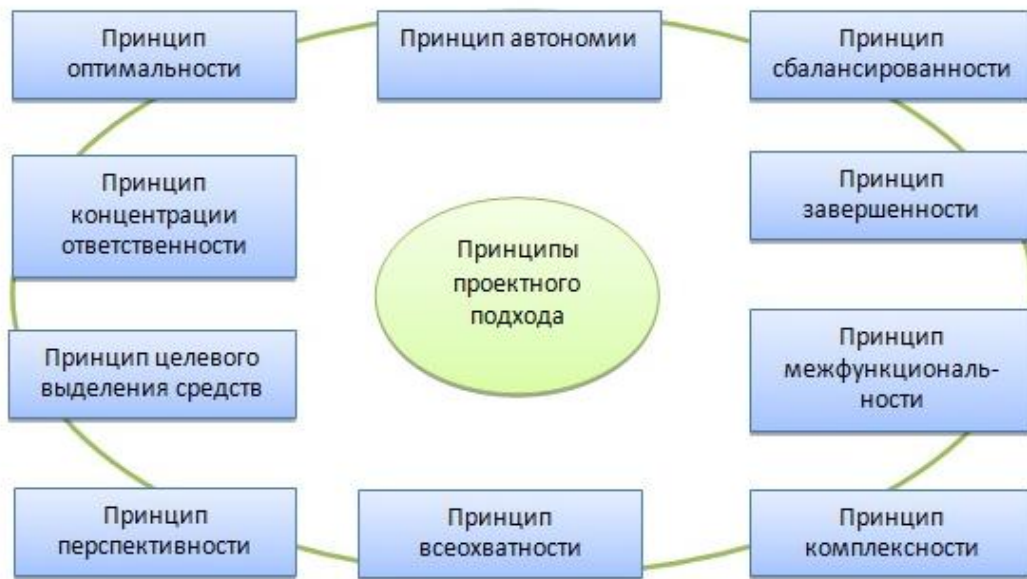 Принцип
оптимальности
Принцип автономии
Принцип
сбалансированности
Принцип
концентрации
ответственности
Принцип
завершенности
Принципы
проектного
подхода
Принцип целевого
выделения средств
Принцип
межфункциональ-
ности
Принцип
перспективности
Принцип
всеохватности
Принцип
комплексности